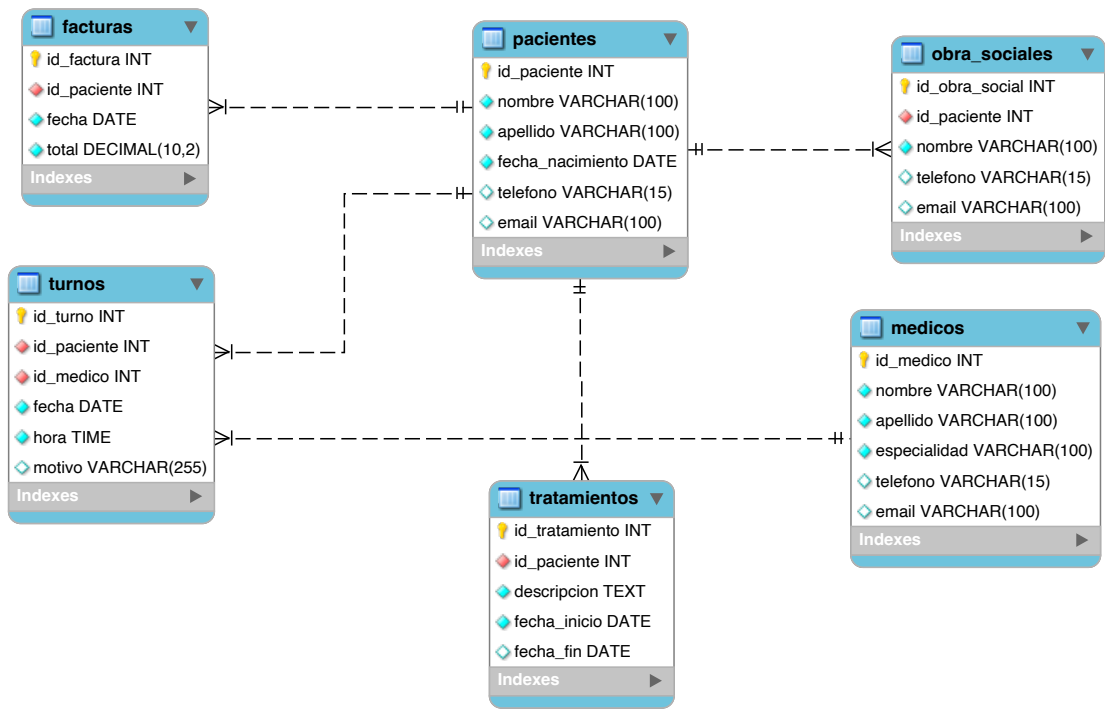 facturas
id_factura INT
id_paciente INT
fecha DATE
total DECIMAL(10,2)
Indexes
pacientes
id_paciente INT
nombre VARCHAR(100)
apellido VARCHAR(100)
fecha_nacimiento DATE
telefono VARCHAR(15)
email VARCHAR(100)
Indexes
obra_sociales
id_obra_social INT
id_paciente INT
nombre VARCHAR(100)
telefono VARCHAR(15)
email VARCHAR(100)
Indexes
turnos
id_turno INT
id_paciente INT
id_medico INT
fecha DATE
hora TIME
motivo VARCHAR(255)
Indexes
medicos
id_medico INT
nombre VARCHAR(100)
apellido VARCHAR(100)
especialidad VARCHAR(100)
telefono VARCHAR(15)
email VARCHAR(100)
Indexes
tratamientos
id_tratamiento INT
id_paciente INT
descripcion TEXT
fecha_inicio DATE
fecha_fin DATE
Indexes